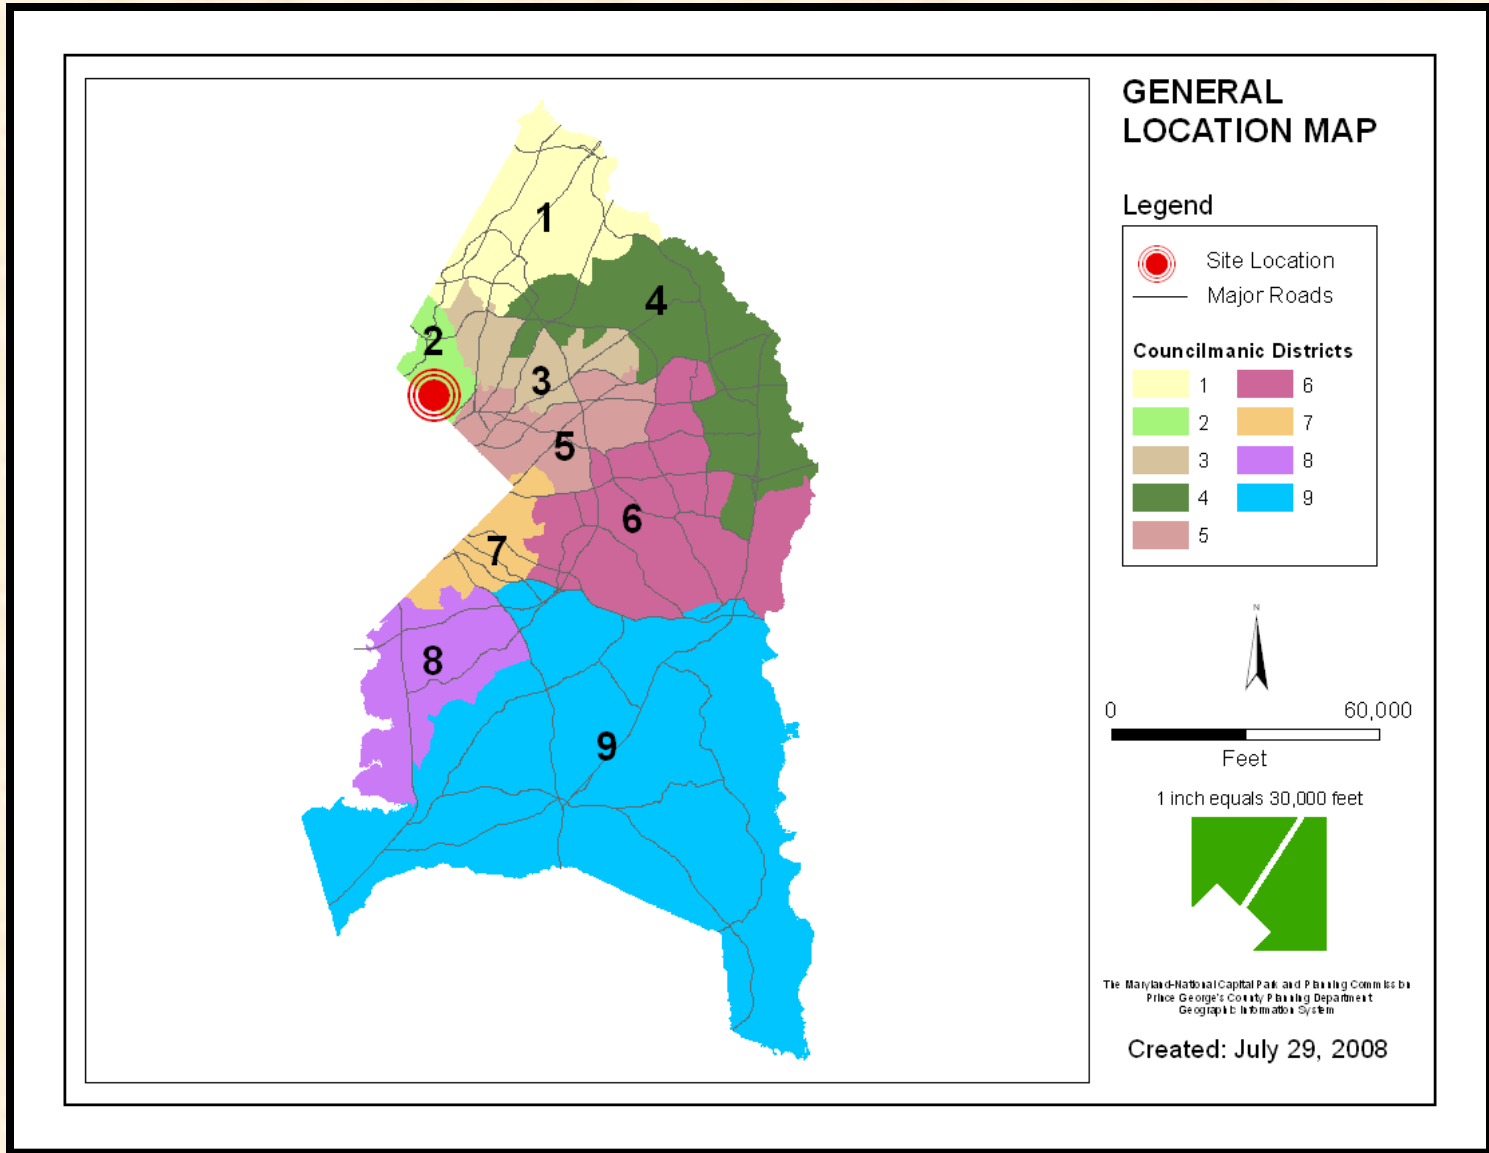 GENERAL
LOCATION MAP
Legend
Site Location
Major Roads
Councilmanic Districts
1 6
2 7
3 8
4 9
5
1
4
2
3
5
6
7
8
9
N
0 60,000
Feet
1 inch equals 30,000 feet
The Maryland-National Capital Park and Planning Commission
Prince George's County Planning Department
Geographic Information System
Created: July 29, 2008